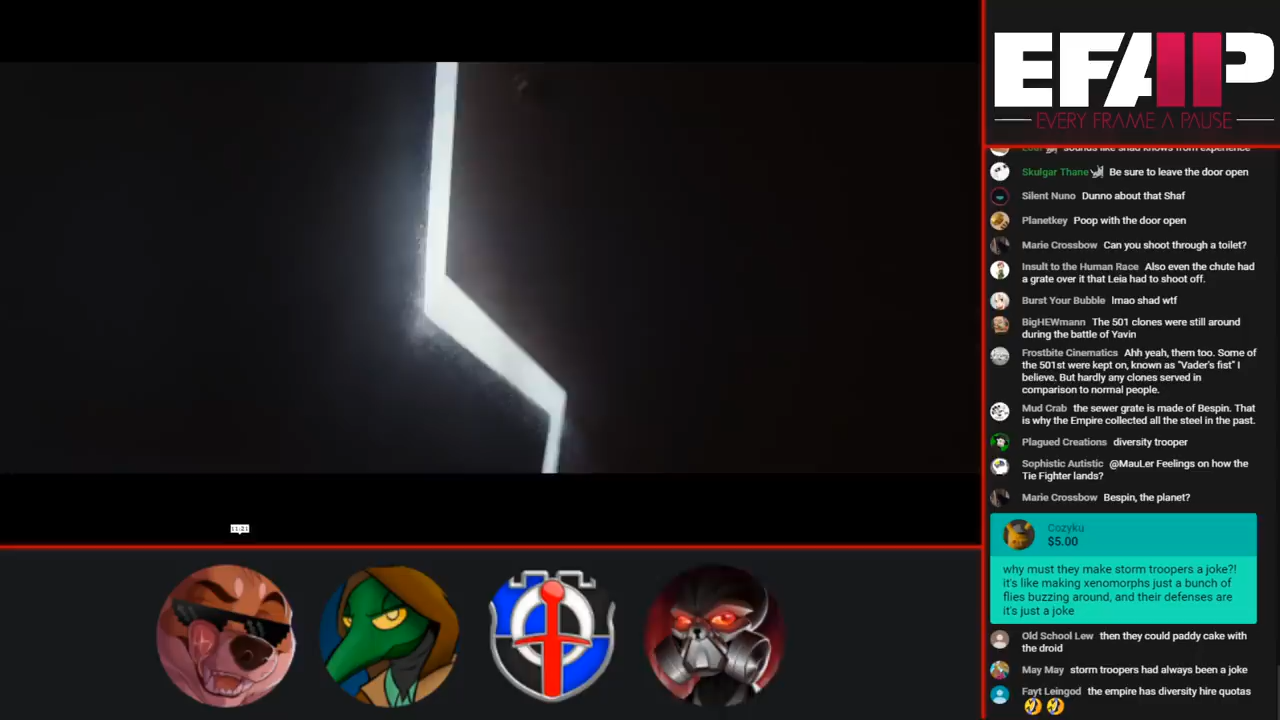 EFAP
EVERY FRAME A PAUSE
sounds like shad knows from experience
Skulgar Thane Be sure to leave the door open
Silent Nuno Dunno about that Shaf
Planetkey Poop with the door open
Marie Crossbow Can you shoot through a toilet?
Insult to the Human Race Also even the chute had
a grate over it that Leia had to shoot off.
Burst Your Bubble lmao shad wtf
BigHEWmann The 501 clones were still around
during the battle of Yavin
Frostbite Cinematics Ahh yeah, them too. Some of
the 501st were kept on, known as "Vader's fist" I
believe. But hardly any clones served in
comparison to normal people.
Mud Crab the sewer grate is made of Bespin. That
is why the Empire collected all the steel in the past.
Plagued Creations diversity trooper
Sophistic Autistic @MauLer Feelings on how the
Tie Fighter lands?
Marie Crossbow Bespin, the planet?
Cozyku
$5.00
why must they make storm troopers a joke?!
it's like making xenomorphs just a bunch of
flies buzzing around, and their defenses are
it's just a joke
Old School Lew then they could paddy cake with
the droid
May May storm troopers had always been a joke
Fayt Leingod the empire has diversity hire quotas
11:21